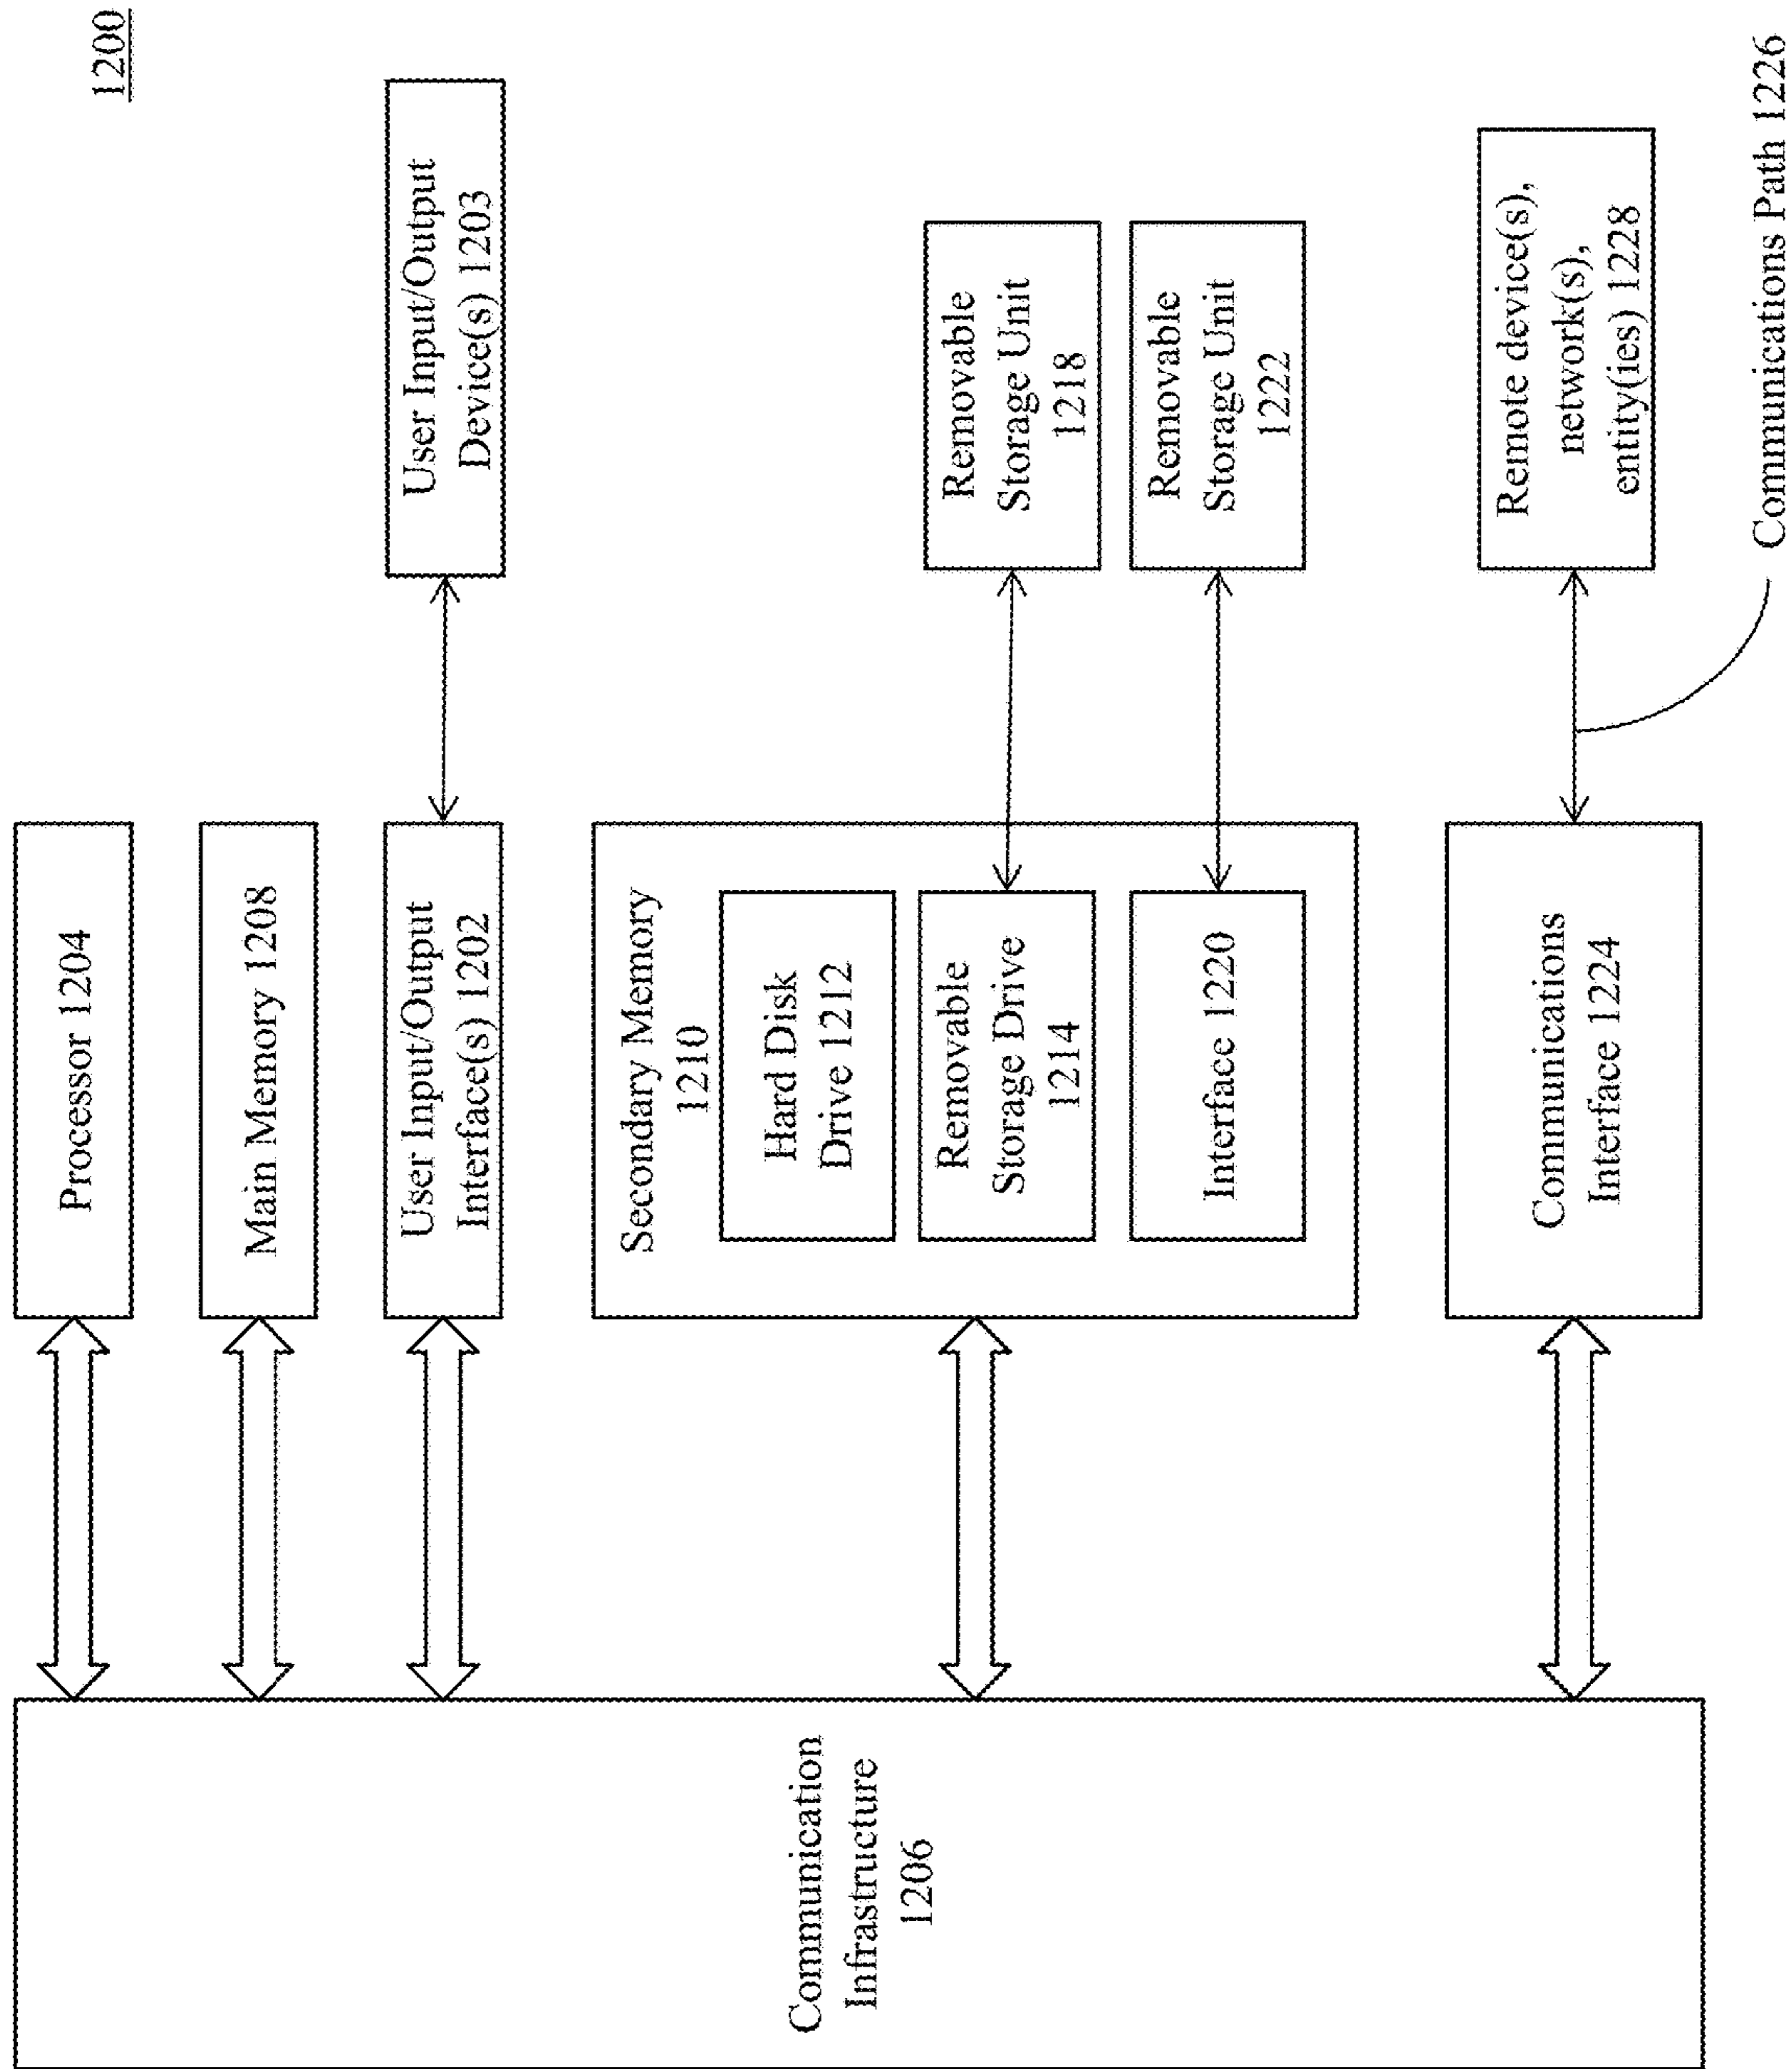 1200
Processor 1204
Main Memory 1208
User Input/Output
Interface(s) 1202
User Input/Output
Device(s) 1203
Communication
Infrastructure
1206
Secondary Memory
1210
Hard Disk
Drive 1212
Removable
Storage Drive
1214
Removable
Storage Unit
1218
Interface 1220
Removable
Storage Unit
1222
Communications
Interface 1224
Remote device(s),
network(s),
entity(ies) 1228
Communications Path 1226